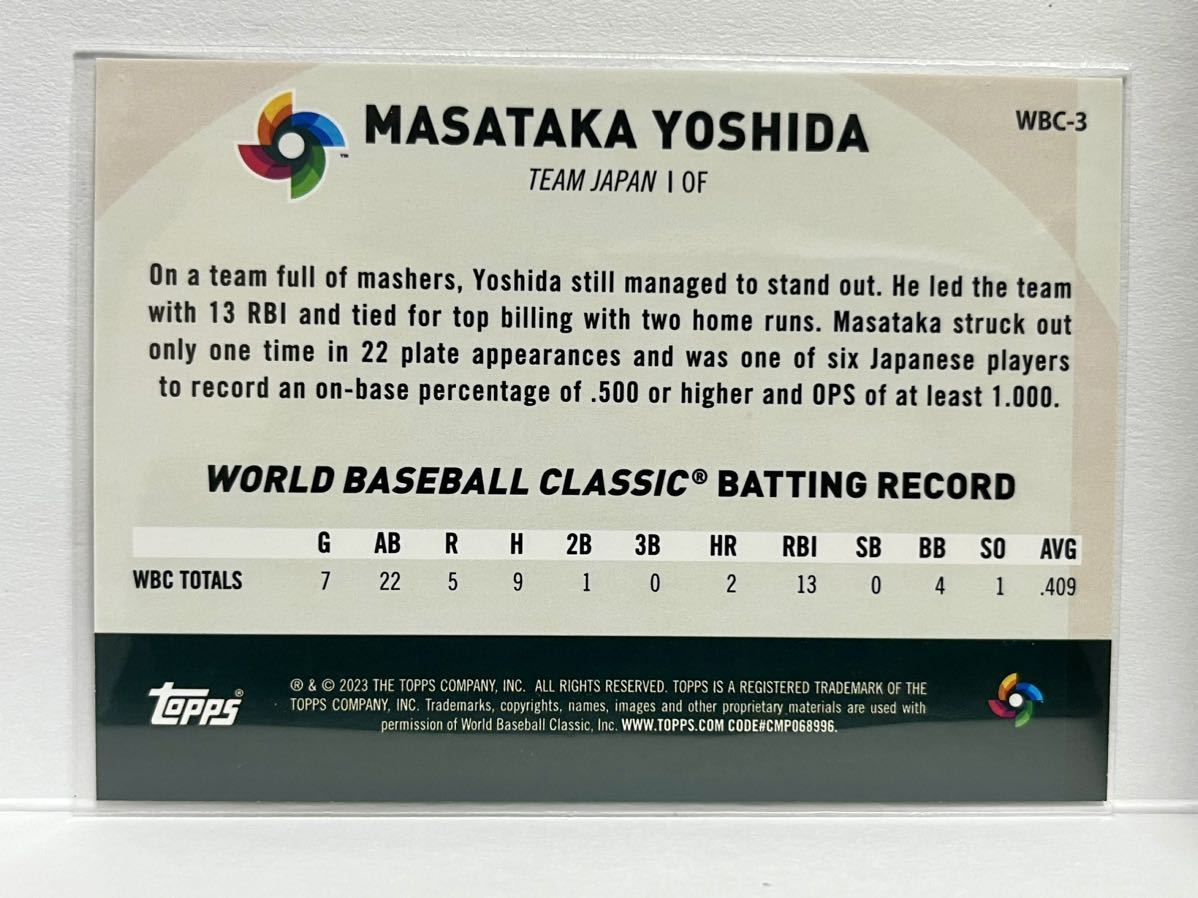 MASATAKA YOSHIDA
WBC-3
™
TEAM JAPAN | OF
On a team full of mashers, Yoshida still managed to stand out. He led the team
with 13 RBI and tied for top billing with two home runs. Masataka struck out
only one time in 22 plate appearances and was one of six Japanese players
to record an on-base percentage of .500 or higher and OPS of at least 1.000.
WORLD BASEBALL CLASSIC® BATTING RECORD
G AB R H 2B 3B HR RBI SB BB SO AVG
WBC TOTALS 7 22 5 9 1 0 2 13 0 4 1 .409
topps®
® & © 2023 THE TOPPS COMPANY, INC. ALL RIGHTS RESERVED. TOPPS IS A REGISTERED TRADEMARK OF THE
TOPPS COMPANY, INC. Trademarks, copyrights, names, images and other proprietary materials are used with
permission of World Baseball Classic, Inc. WWW.TOPPS.COM CODE#CMP068996.